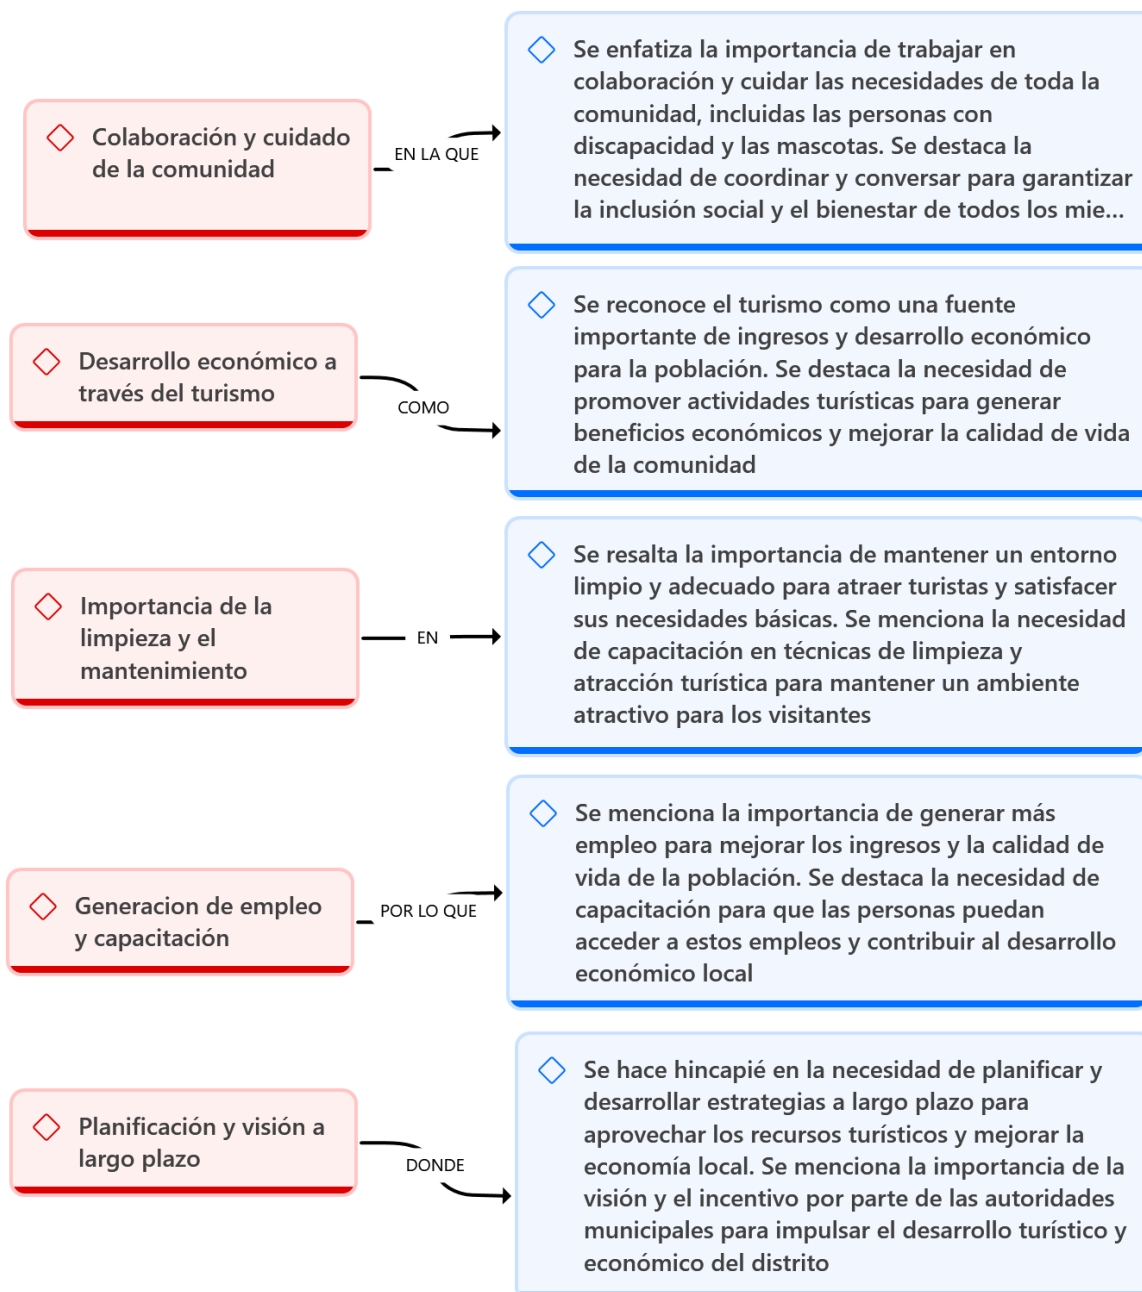 Colaboración y cuidado
de la comunidad
EN LA QUE
Se enfatiza la importancia de trabajar en
colaboración y cuidar las necesidades de toda la
comunidad, incluidas las personas con
discapacidad y las mascotas. Se destaca la
necesidad de coordinar y conversar para garantizar
la inclusión social y el bienestar de todos los mie...
Desarrollo económico a
través del turismo
COMO
Se reconoce el turismo como una fuente
importante de ingresos y desarrollo económico
para la población. Se destaca la necesidad de
promover actividades turísticas para generar
beneficios económicos y mejorar la calidad de vida
de la comunidad
Importancia de la
limpieza y el
mantenimiento
EN
Se resalta la importancia de mantener un entorno
limpio y adecuado para atraer turistas y satisfacer
sus necesidades básicas. Se menciona la necesidad
de capacitación en técnicas de limpieza y
atracción turística para mantener un ambiente
atractivo para los visitantes
Generacion de empleo
y capacitación
POR LO QUE
Se menciona la importancia de generar más
empleo para mejorar los ingresos y la calidad de
vida de la población. Se destaca la necesidad de
capacitación para que las personas puedan
acceder a estos empleos y contribuir al desarrollo
económico local
Planificación y visión a
largo plazo
DONDE
Se hace hincapié en la necesidad de planificar y
desarrollar estrategias a largo plazo para
aprovechar los recursos turísticos y mejorar la
economía local. Se menciona la importancia de la
visión y el incentivo por parte de las autoridades
municipales para impulsar el desarrollo turístico y
económico del distrito